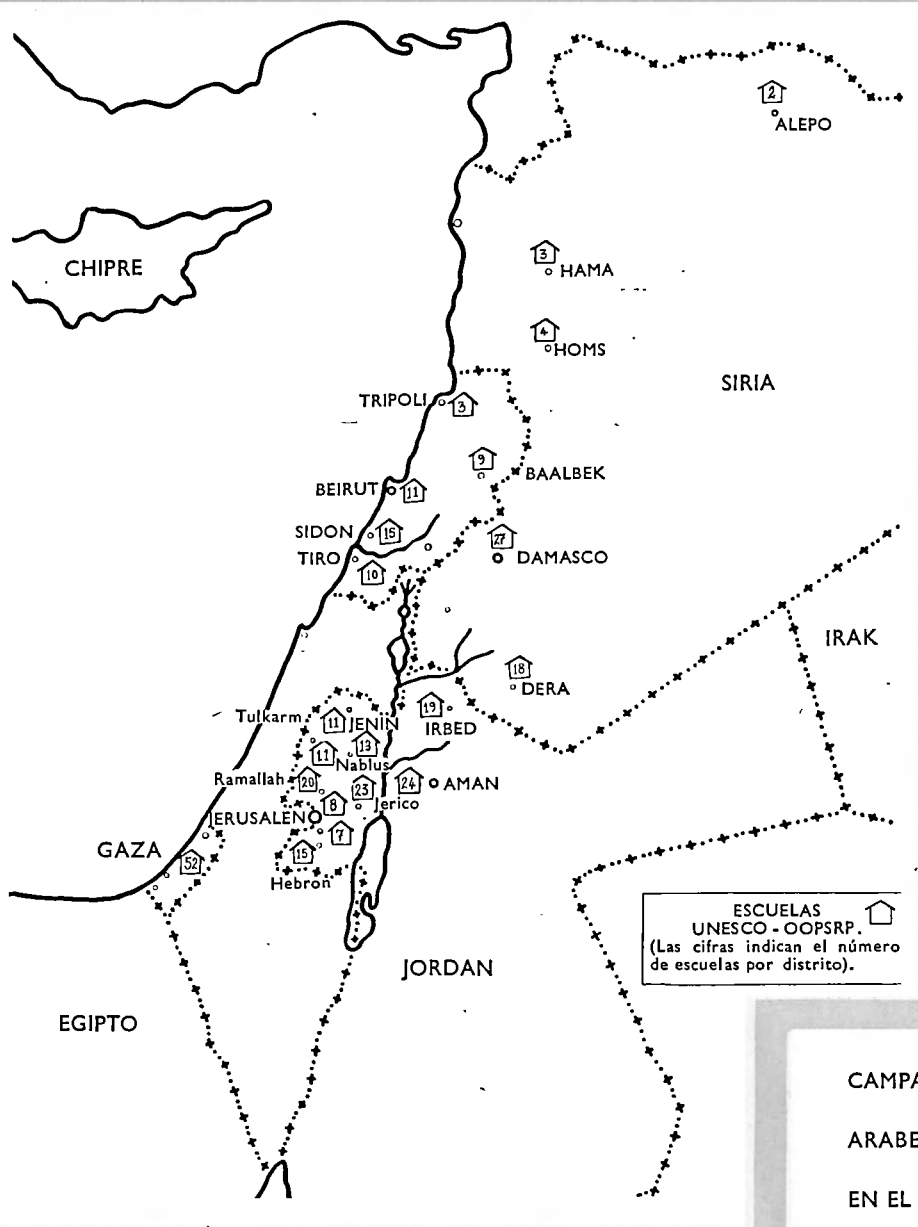 2
ALEPO
CHIPRE
3
HAMA
4
HOMS
SIRIA
TRIPOLI
3
9
BAALBEK
BEIRUT
11
SIDON
15
27
DAMASCO
TIRO
10
IRAK
18
DERA
19
IRBED
Tulkarm
11
JENIN
11
13
Nablus
Ramallah
20
23
24
AMAN
8
Jerico
JERUSALEN
7
GAZA
52
15
Hebron
ESCUELAS
UNESCO - OOPSRP.
(Las cifras indican el número
de escuelas por distrito).
JORDAN
EGIPTO
CAMPA
ARABE
EN EL